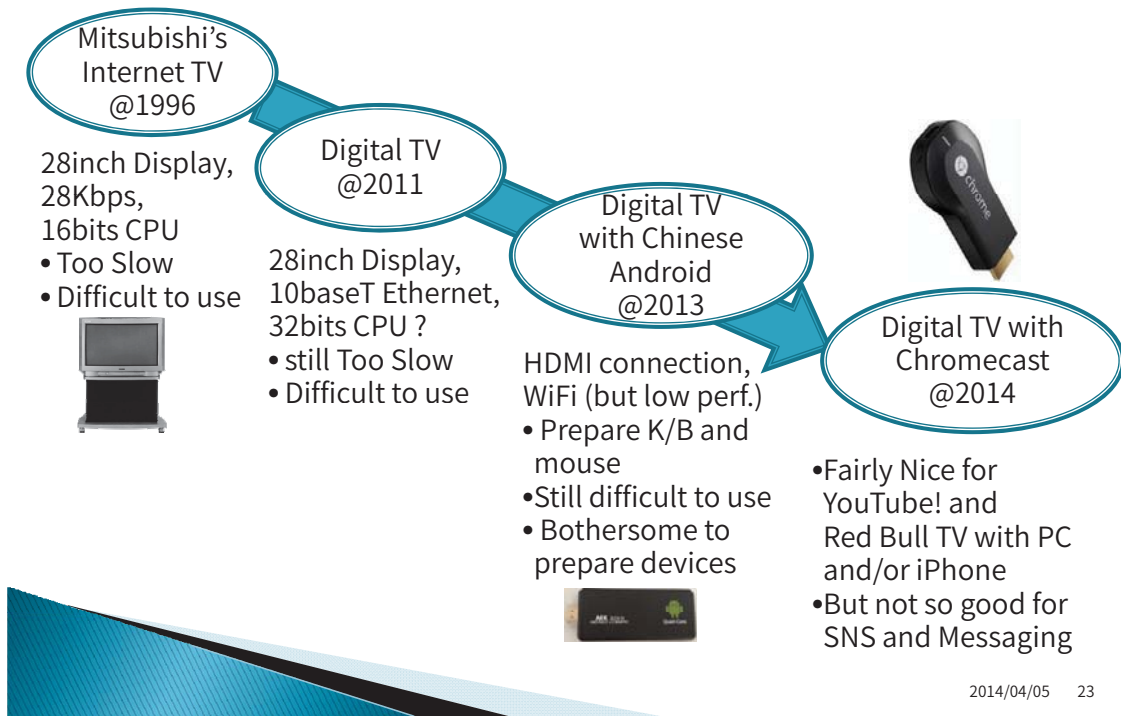 Mitsubishi’s
Internet TV
@1996
28inch Display,
28Kbps,
16bits CPU
• Too Slow
• Difficult to use
Digital TV
@2011
28inch Display,
10baseT Ethernet,
32bits CPU ?
• still Too Slow
• Difficult to use
Digital TV
with Chinese
Android
@2013
HDMI connection,
WiFi (but low perf.)
• Prepare K/B and
mouse
•Still difficult to use
• Bothersome to
prepare devices
Quad-Core
chrome
Digital TV with
Chromecast
@2014
•Fairly Nice for
YouTube! and
Red Bull TV with PC
and/or iPhone
•But not so good for
SNS and Messaging
2014/04/05 23